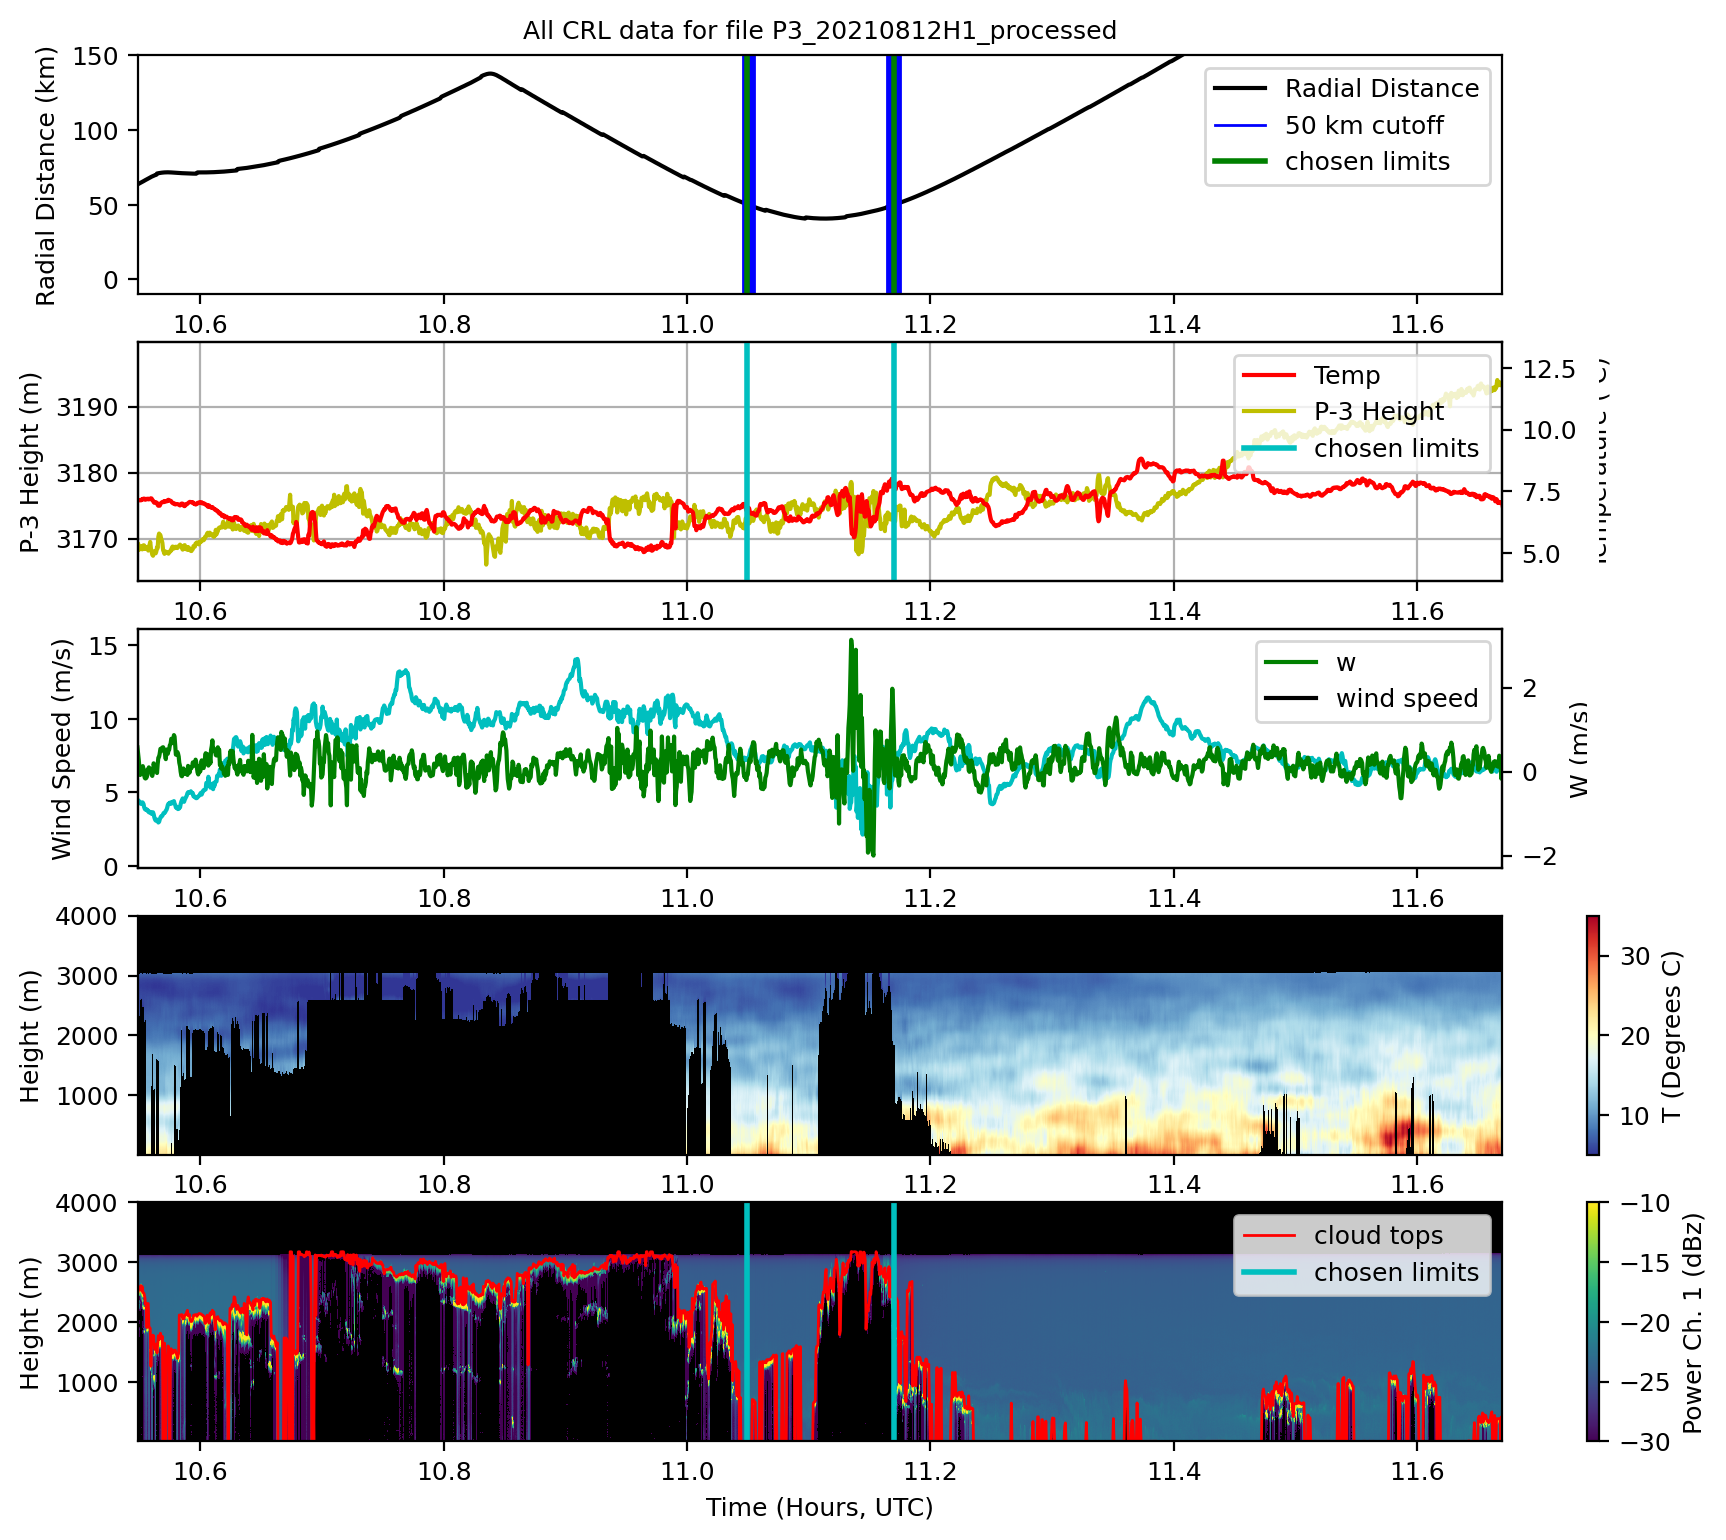 All CRL data for file P3_20210812H1_processed
Radial Distance (km)
150
100
50
0
Radial Distance
50 km cutoff
chosen limits
10.6 10.8 11.0 11.2 11.4 11.6
P-3 Height (m)
3190
3180
3170
Temp
P-3 Height
chosen limits
12.5
10.0
7.5
5.0
10.6 10.8 11.0 11.2 11.4 11.6
Wind Speed (m/s)
15
10
5
0
w
wind speed
2
0
−2
W (m/s)
10.6 10.8 11.0 11.2 11.4 11.6
Height (m)
4000
3000
2000
1000
30
20
10
T (Degrees C)
10.6 10.8 11.0 11.2 11.4 11.6
Height (m)
4000
3000
2000
1000
cloud tops
chosen limits
−10
−15
−20
−25
−30
Power Ch. 1 (dBz)
10.6 10.8 11.0 11.2 11.4 11.6
Time (Hours, UTC)